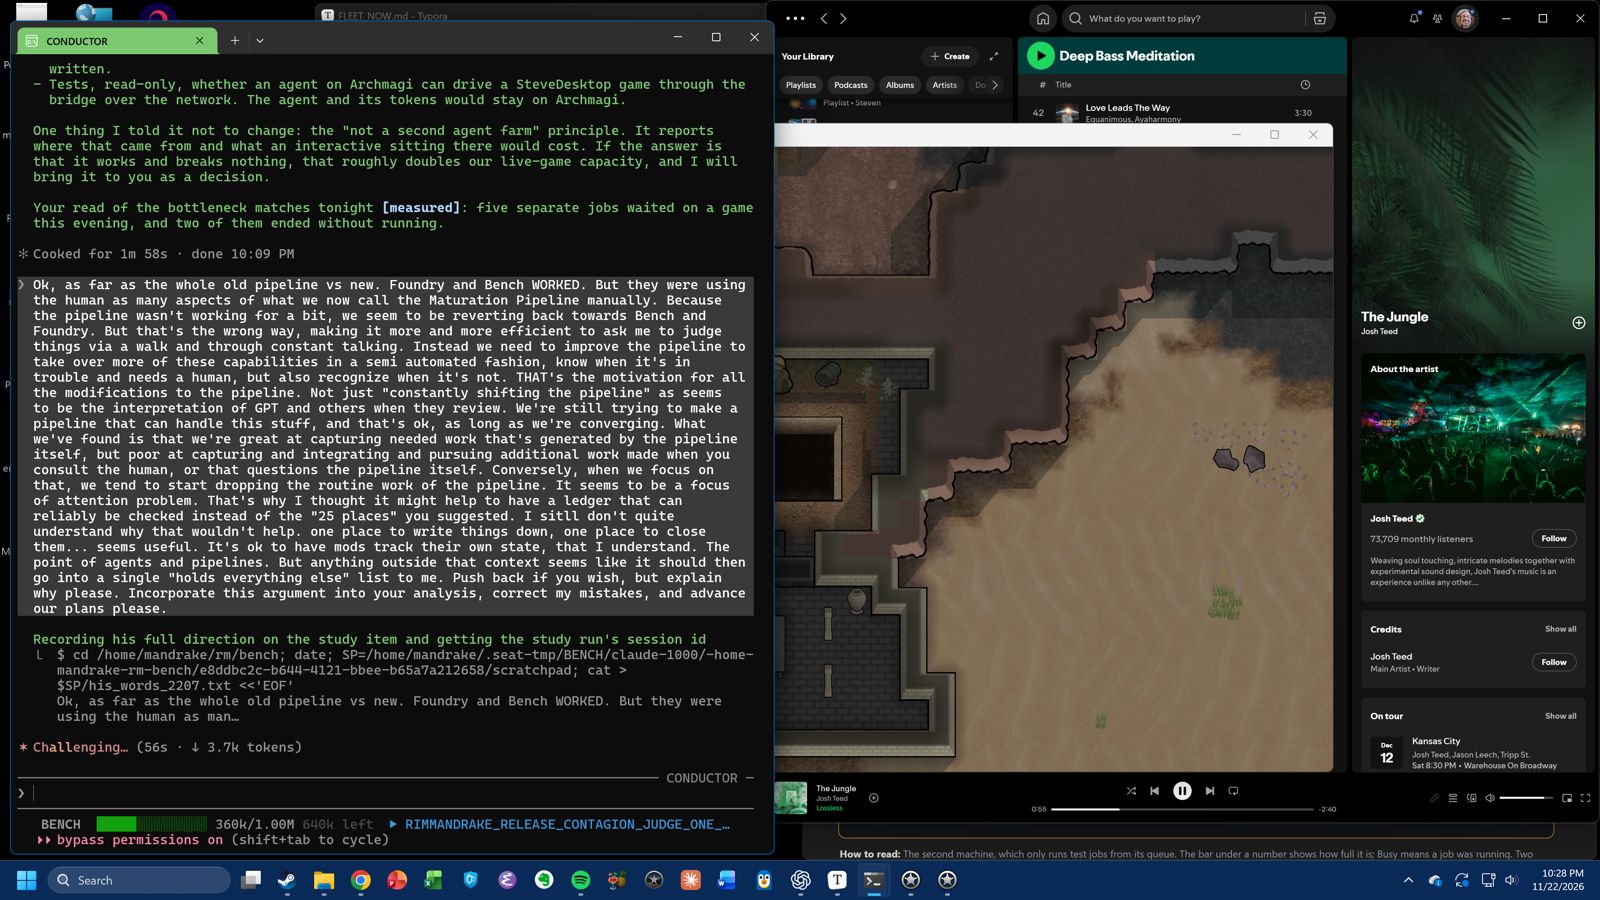 FLEET_NOW.md - Typora
CONDUCTOR
written.
- Tests, read-only, whether an agent on Archmagi can drive a SteveDesktop game through the
bridge over the network. The agent and its tokens would stay on Archmagi.
One thing I told it not to change: the "not a second agent farm" principle. It reports
where that came from and what an interactive sitting there would cost. If the answer is
that it works and breaks nothing, that roughly doubles our live-game capacity, and I will
bring it to you as a decision.
Your read of the bottleneck matches tonight [measured]: five separate jobs waited on a game
this evening, and two of them ended without running.
✻ Cooked for 1m 58s · done 10:09 PM
❯ Ok, as far as the whole old pipeline vs new. Foundry and Bench WORKED. But they were using
the human as many aspects of what we now call the Maturation Pipeline manually. Because
the pipeline wasn't working for a bit, we seem to be reverting back towards Bench and
Foundry. But that's the wrong way, making it more and more efficient to ask me to judge
things via a walk and through constant talking. Instead we need to improve the pipeline to
take over more of these capabilities in a semi automated fashion, know when it's in
trouble and needs a human, but also recognize when it's not. THAT's the motivation for all
the modifications to the pipeline. Not just "constantly shifting the pipeline" as seems
to be the interpretation of GPT and others when they review. We're still trying to make a
pipeline that can handle this stuff, and that's ok, as long as we're converging. What
we've found is that we're great at capturing needed work that's generated by the pipeline
itself, but poor at capturing and integrating and pursuing additional work made when you
consult the human, or that questions the pipeline itself. Conversely, when we focus on
that, we tend to start dropping the routine work of the pipeline. It seems to be a focus
of attention problem. That's why I thought it might help to have a ledger that can
reliably be checked instead of the "25 places" you suggested. I sitll don't quite
understand why that wouldn't help. one place to write things down, one place to close
them... seems useful. It's ok to have mods track their own state, that I understand. The
point of agents and pipelines. But anything outside that context seems like it should then
go into a single "holds everything else" list to me. Push back if you wish, but explain
why please. Incorporate this argument into your analysis, correct my mistakes, and advance
our plans please.
Recording his full direction on the study item and getting the study run's session id
└ $ cd /home/mandrake/rm/bench; date; SP=/home/mandrake/.seat-tmp/BENCH/claude-1000/-home-
mandrake-rm-bench/e8ddbc2c-b644-4121-bbee-b65a7a212658/scratchpad; cat >
$SP/his_words_2207.txt <<'EOF'
Ok, as far as the whole old pipeline vs new. Foundry and Bench WORKED. But they were
using the human as man…
✶ Challenging… (56s · ↓ 3.7k tokens)
CONDUCTOR
❯
BENCH 360k/1.00M 640k left ▶ RIMMANDRAKE_RELEASE_CONTAGION_JUDGE_ONE_…
⏵⏵ bypass permissions on (shift+tab to cycle)
What do you want to play?
Your Library
Create
Playlists Podcasts Albums Artists Do
Playlist • Steven
Deep Bass Meditation
# Title
42 Love Leads The Way 3:30
Equanimous, Ayaharmony
The Jungle
Josh Teed
About the artist
Josh Teed
73,709 monthly listeners Follow
Weaving soul touching, intricate melodies together with
experimental sound design, Josh Teed's music is an
experience unlike any other....
Credits Show all
Josh Teed Follow
Main Artist • Writer
On tour Show all
Dec
12
Kansas City
Josh Teed, Jason Leech, Tripp St.
Sat 8:30 PM • Warehouse On Broadway
The Jungle
Josh Teed
Lossless
0:55 -2:40
How to read: The second machine, which only runs test jobs from its queue. The bar under a number shows how full it is; Busy means a job was running. Two
Search
10:28 PM
11/22/2026